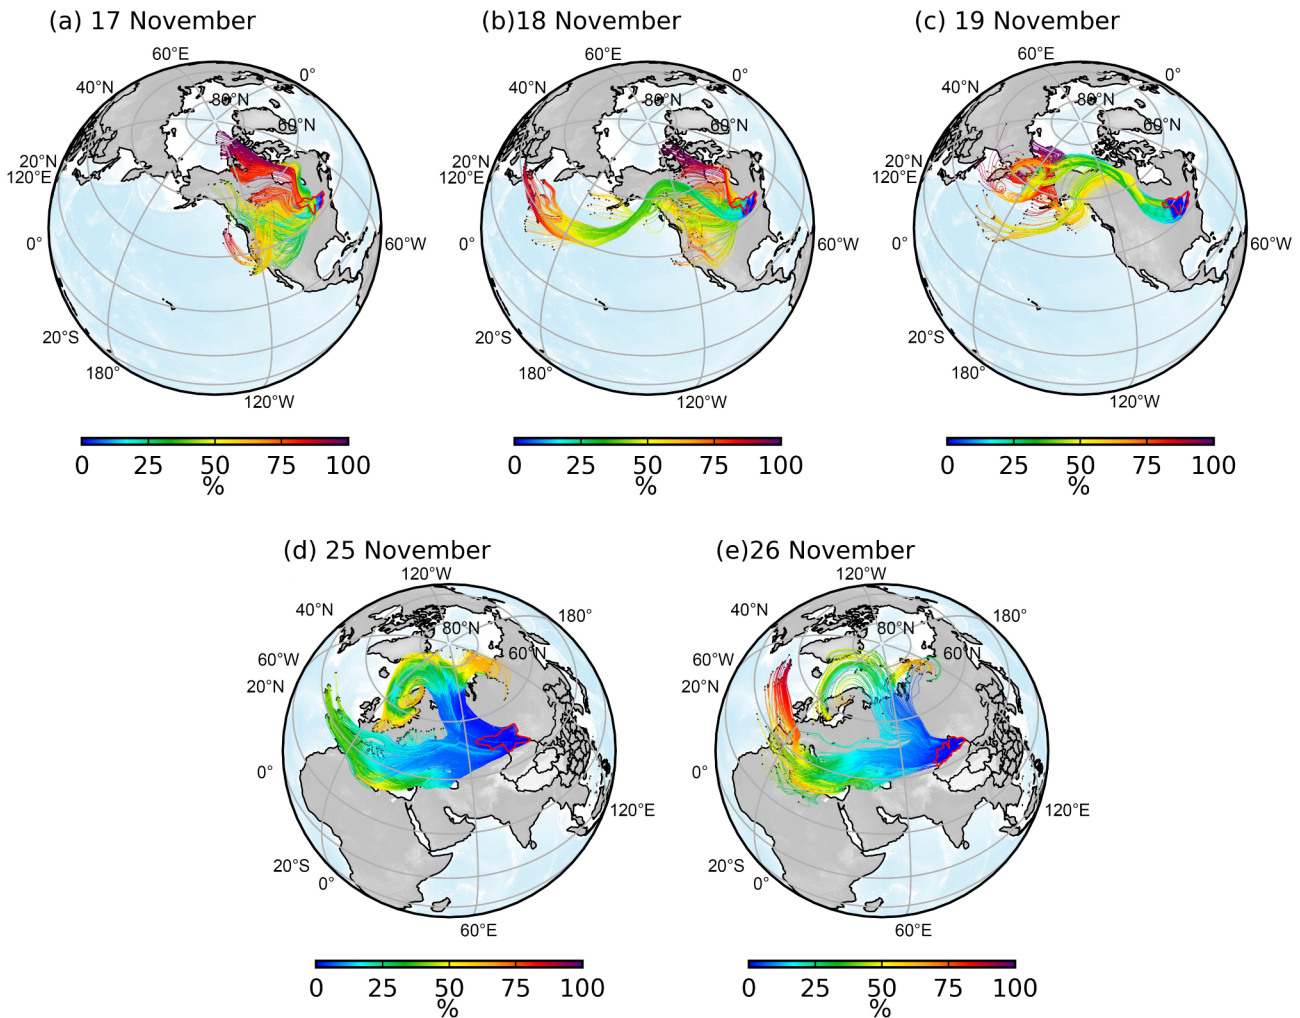 (a) 17 November
(b)18 November
(c) 19 November
60°E
0°
40°N
80°N
60°N
20°N
120°E
0°
60°W
20°S
180°
120°W
60°E
0°
40°N
80°N
60°N
20°N
120°E
0°
60°W
20°S
180°
120°W
60°E
0°
40°N
80°N
60°N
20°N
120°E
0°
60°W
20°S
180°
120°W
0 25 50 75 100
%
0 25 50 75 100
%
0 25 50 75 100
%
(d) 25 November
(e)26 November
120°W
40°N
180°
80°N
60°N
60°W
20°N
0°
120°E
20°S
0°
60°E
120°W
40°N
180°
80°N
60°N
60°W
20°N
0°
120°E
20°S
0°
60°E
0 25 50 75 100
%
0 25 50 75 100
%